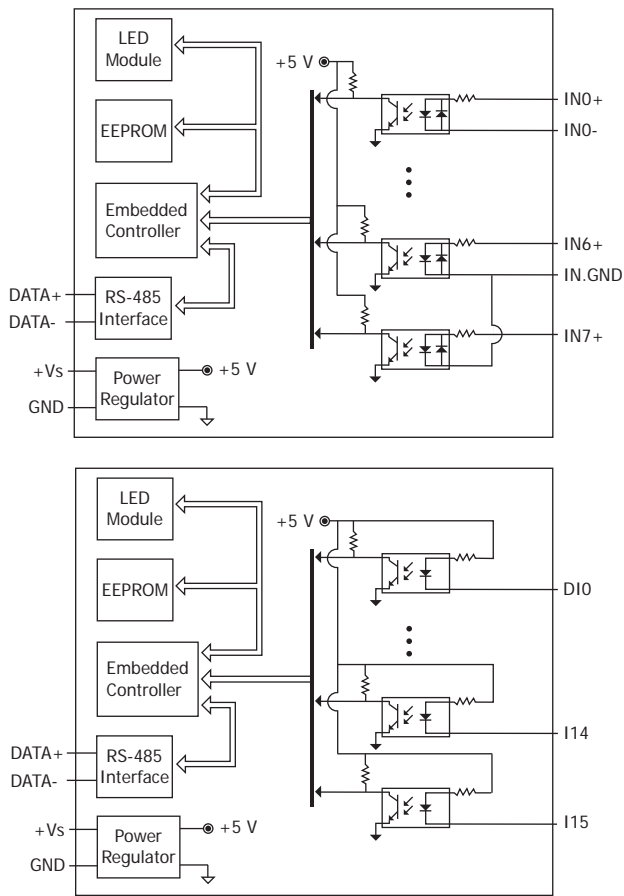 LED
Module
+5 V
EEPROM
IN0+
IN0-
Embedded
Controller
IN6+
IN.GND
DATA+
DATA-
RS-485
Interface
IN7+
+Vs
GND
Power
Regulator
+5 V
LED
Module
+5 V
EEPROM
DI0
Embedded
Controller
I14
DATA+
DATA-
RS-485
Interface
I15
+Vs
GND
Power
Regulator
+5 V